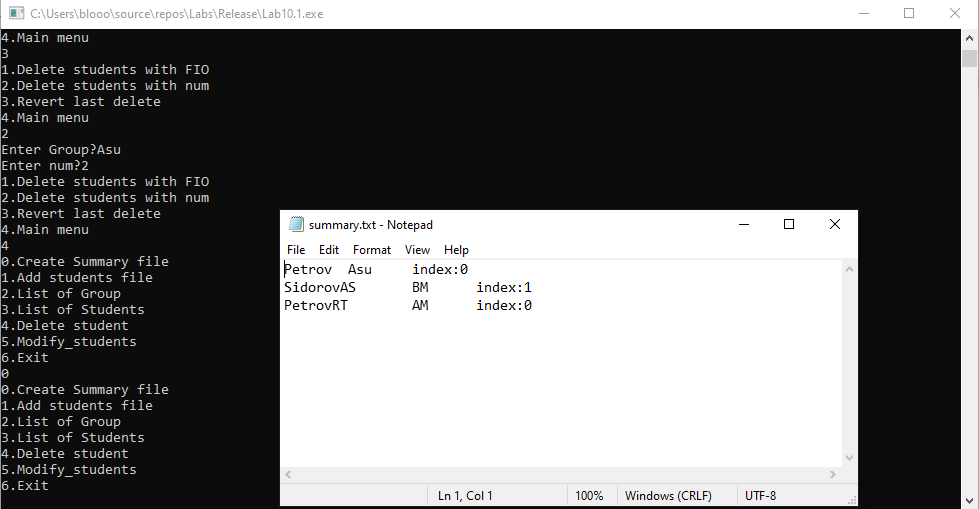 C:\Users\blooo\source\repos\Labs\Release\Lab10.1.exe
4.Main menu
3
1.Delete students with FIO
2.Delete students with num
3.Revert last delete
4.Main menu
2
Enter Group?Asu
Enter num?2
1.Delete students with FIO
2.Delete students with num
3.Revert last delete
4.Main menu
4
0.Create Summary file
1.Add students file
2.List of Group
3.List of Students
4.Delete student
5.Modify_students
6.Exit
0
0.Create Summary file
1.Add students file
2.List of Group
3.List of Students
4.Delete student
5.Modify_students
6.Exit
summary.txt - Notepad
File Edit Format View Help
Petrov Asu index:0
SidorovAS BM index:1
PetrovRT AM index:0
Ln 1, Col 1 100% Windows (CRLF) UTF-8